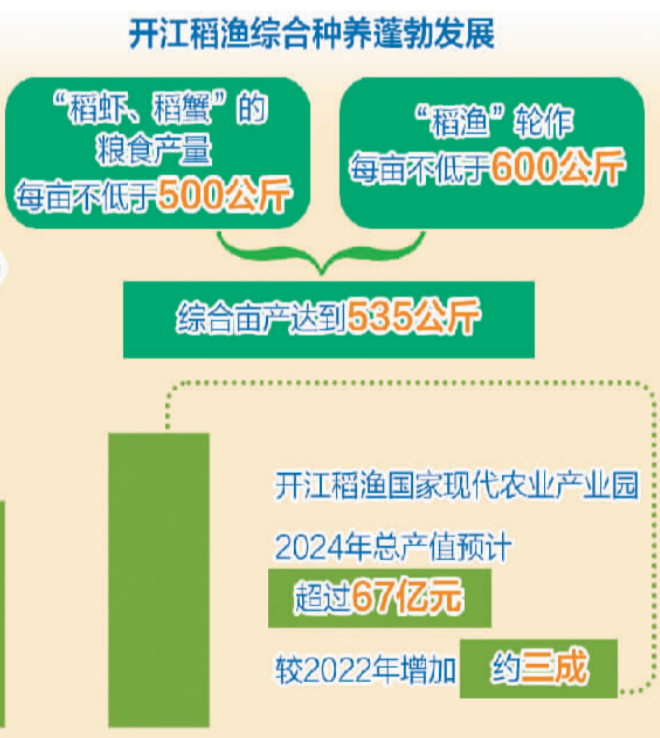 开江稻渔综合种养蓬勃发展
“稻虾、稻蟹”的
粮食产量
每亩不低于500公斤
“稻渔”轮作
每亩不低于600公斤
综合亩产达到535公斤
开江稻渔国家现代农业产业园
2024年总产值预计
超过67亿元
较2022年增加 约三成